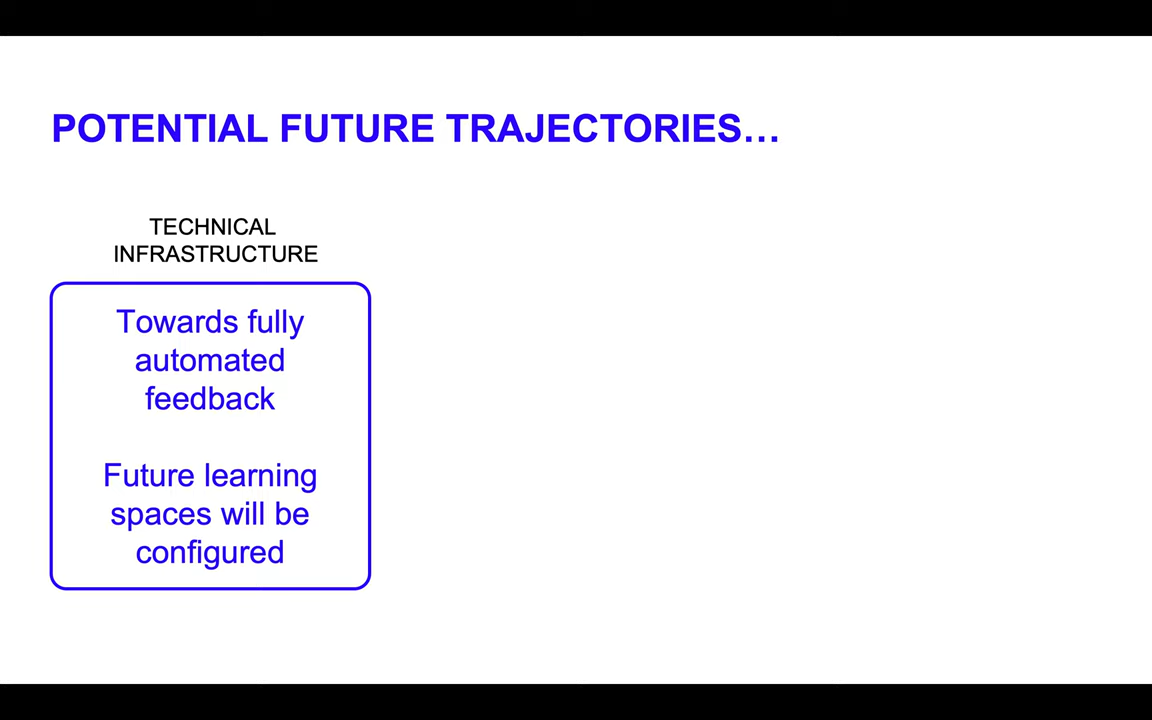 POTENTIAL FUTURE TRAJECTORIES…
TECHNICAL
INFRASTRUCTURE
Towards fully
automated
feedback
Future learning
spaces will be
configured